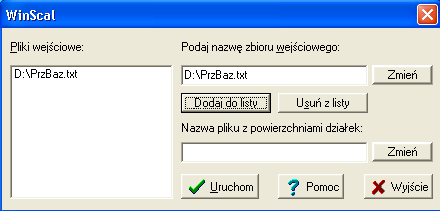 WinScal
Pliki wejściowe:
D:\PrzBaz.txt
Podaj nazwę zbioru wejściowego:
D:\PrzBaz.txt
Zmień
Dodaj do listy
Usuń z listy
Nazwa pliku z powierzchniami działek:
Zmień
Uruchom
? Pomoc
Wyjście